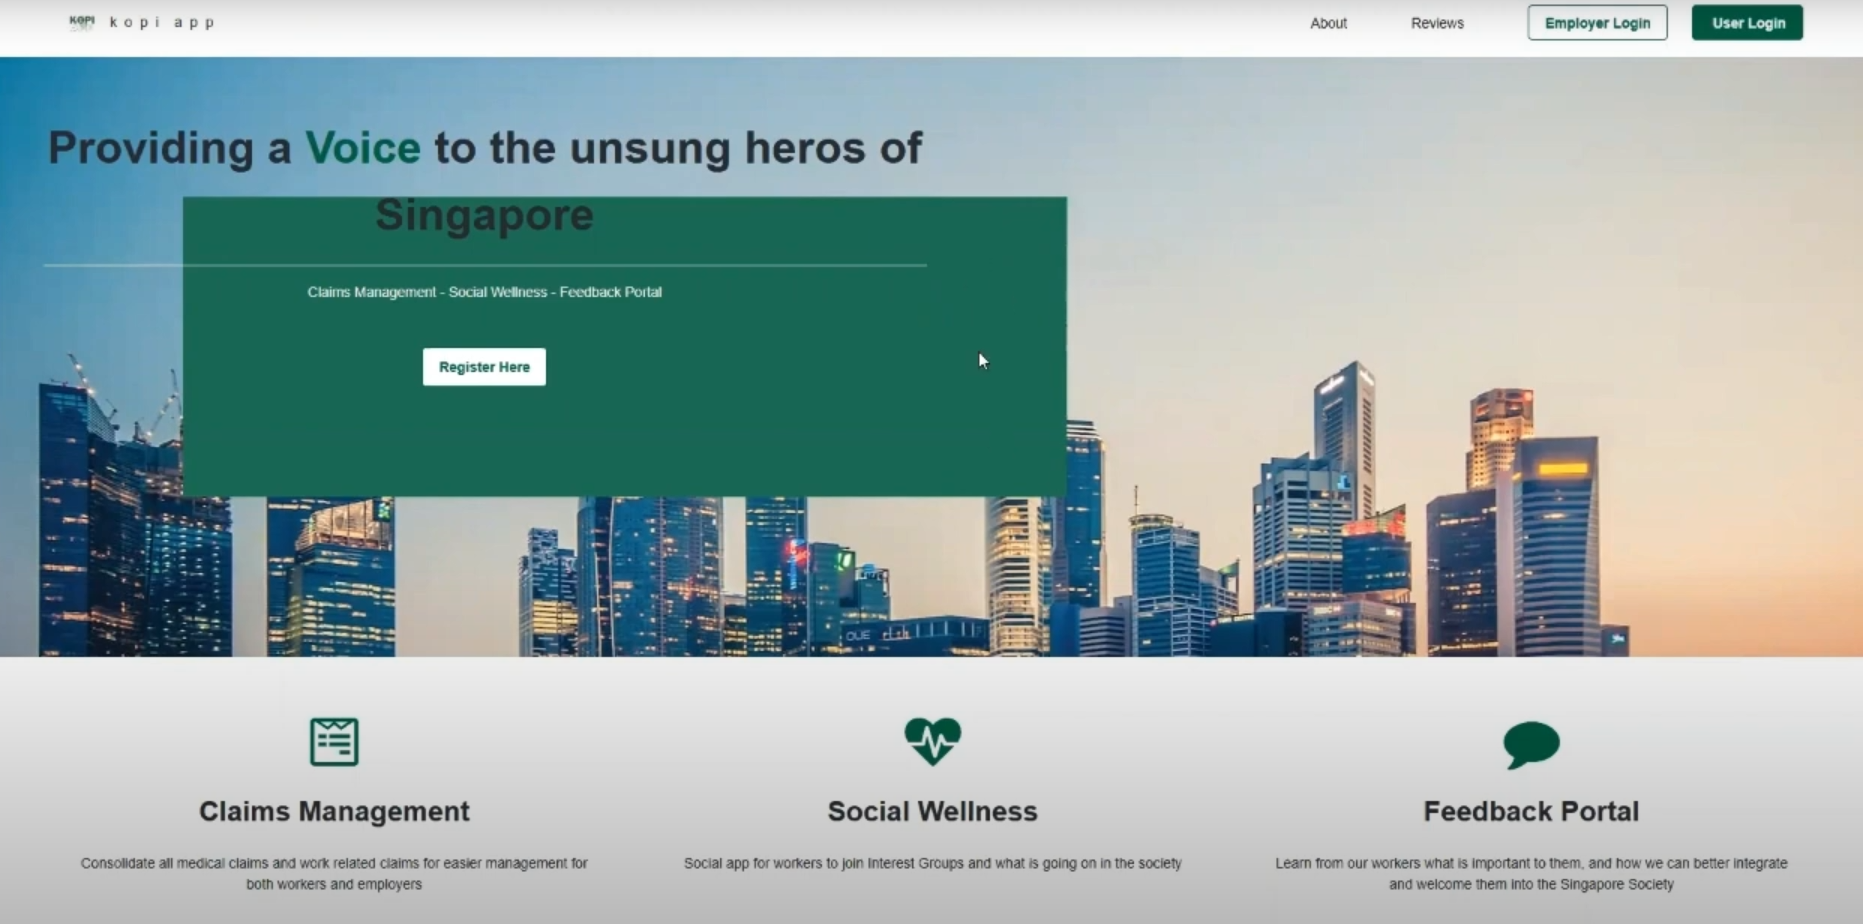 KOPI
kopi app
About
Reviews
Employer Login
User Login
Providing a Voice to the unsung heros of
Singapore
Claims Management - Social Wellness - Feedback Portal
Register Here
OUE
Claims Management
Consolidate all medical claims and work related claims for easier management for
both workers and employers
Social Wellness
Social app for workers to join Interest Groups and what is going on in the society
Feedback Portal
Learn from our workers what is important to them, and how we can better integrate
and welcome them into the Singapore Society